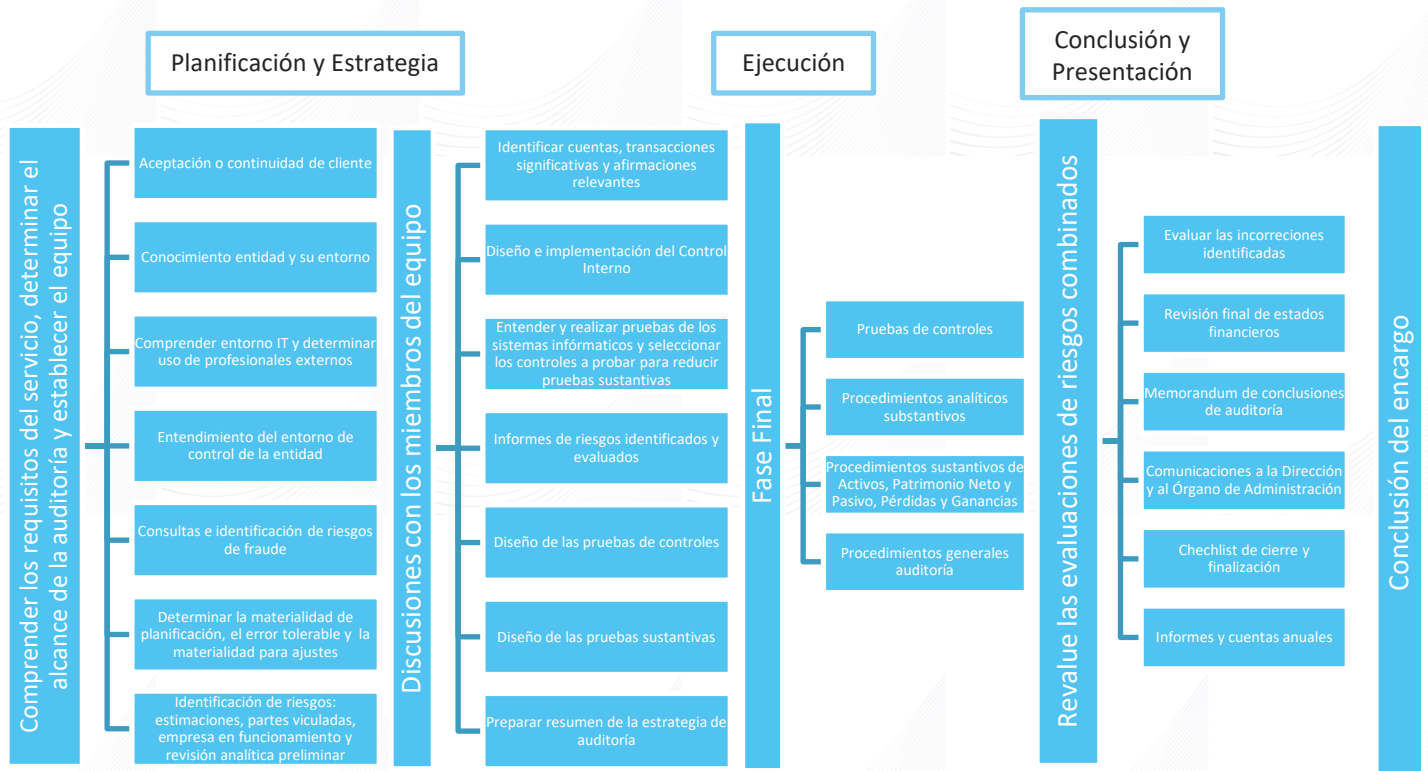 Planificación y Estrategia
Ejecución
Conclusión y
Presentación
Comprender los requisitos del servicio, determinar el
alcance de la auditoría y establecer el equipo
Aceptación o continuidad de cliente
Conocimiento entidad y su entorno
Comprender entorno IT y determinar
uso de profesionales externos
Entendimiento del entorno de
control de la entidad
Consultas e identificación de riesgos
de fraude
Determinar la materialidad de
planificación, el error tolerable y la
materialidad para ajustes
Identificación de riesgos:
estimaciones, partes viculadas,
empresa en funcionamiento y
revisión analítica preliminar
Discusiones con los miembros del equipo
Identificar cuentas, transacciones
significativas y afirmaciones
relevantes
Diseño e implementación del Control
Interno
Entender y realizar pruebas de los
sistemas infórmaticos y seleccionar
los controles a probar para reducir
pruebas sustantivas
Informes de riesgos identificados y
evaluados
Diseño de las pruebas de controles
Diseño de las pruebas sustantivas
Preparar resumen de la estrategia de
auditoría
Fase Final
Pruebas de controles
Procedimientos analíticos
substantivos
Procedimientos sustantivos de
Activos, Patrimonio Neto y
Pasivo, Pérdidas y Ganancias
Procedimientos generales
auditoría
Revalue las evaluaciones de riesgos combinados
Evaluar las incorreciones
identificadas
Revisión final de estados
financieros
Memorandum de conclusiones
de auditoría
Comunicaciones a la Dirección
y al Órgano de Administración
Chechlist de cierre y
finalización
Informes y cuentas anuales
Conclusión del encargo